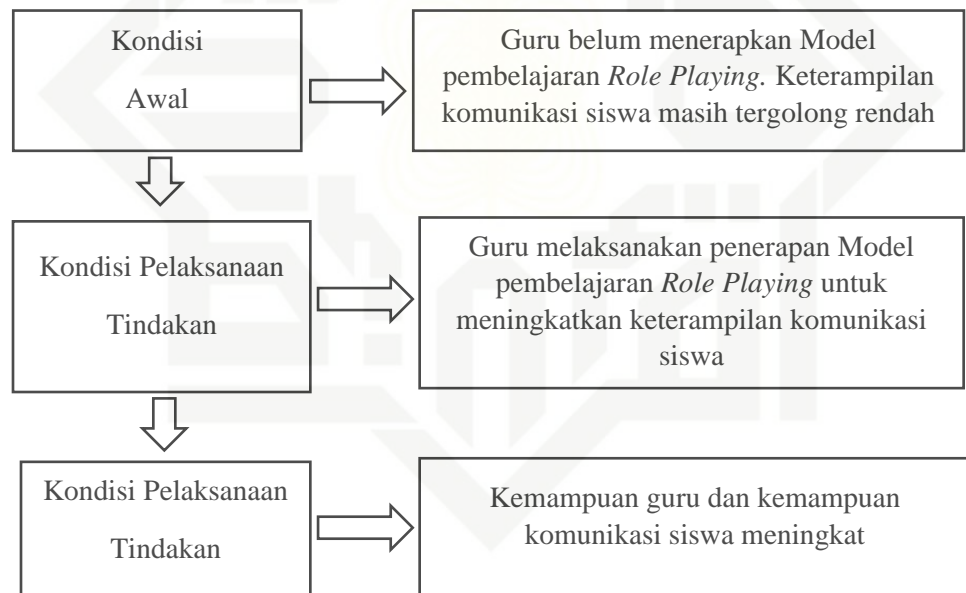 Kondisi
Awal
Guru belum menerapkan Model
pembelajaran Role Playing. Keterampilan
komunikasi siswa masih tergolong rendah
Kondisi Pelaksanaan
Tindakan
Guru melaksanakan penerapan Model
pembelajaran Role Playing untuk
meningkatkan keterampilan komunikasi
siswa
Kondisi Pelaksanaan
Tindakan
Kemampuan guru dan kemampuan
komunikasi siswa meningkat